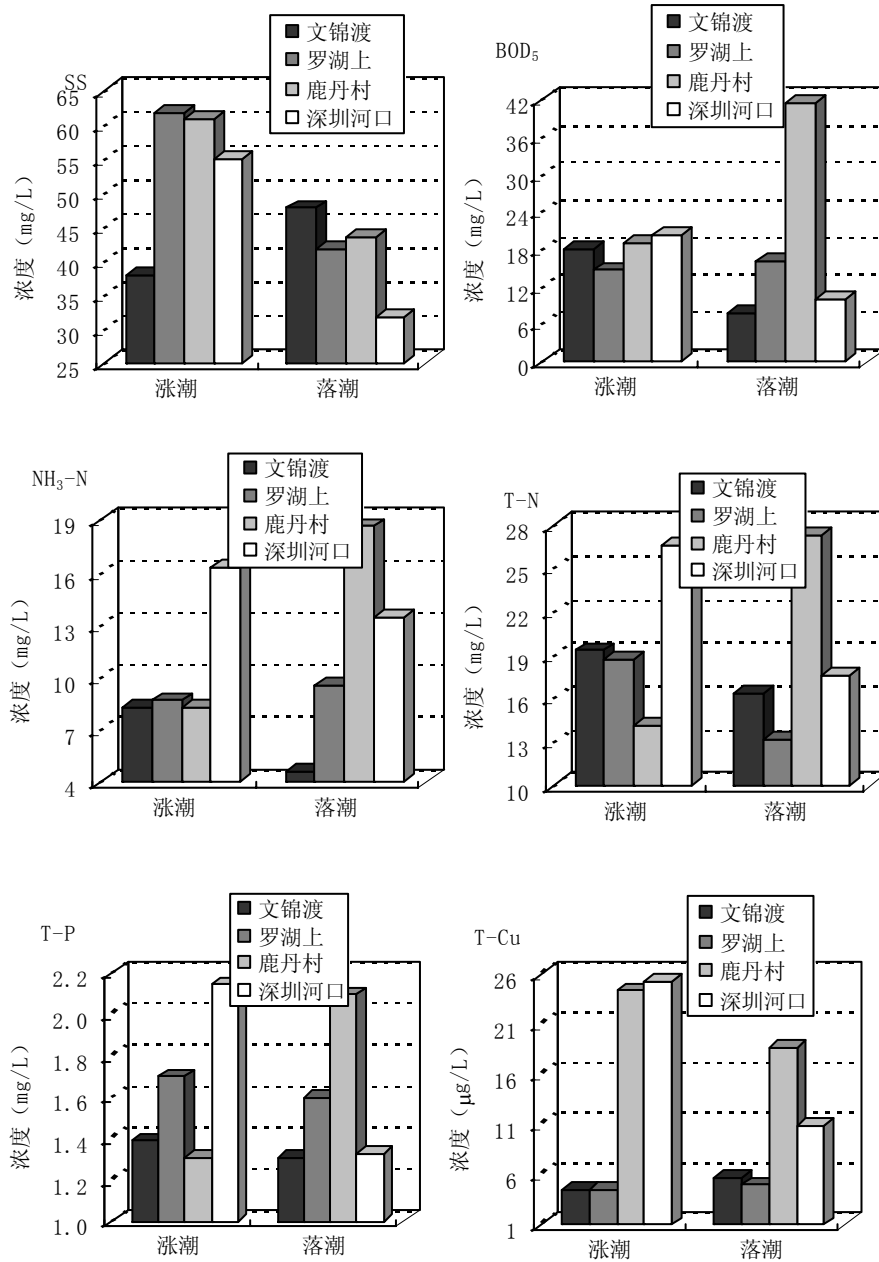 SS
文锦渡
罗湖上
鹿丹村
深圳河口
浓度（mg/L）
65
60
55
50
45
40
35
30
25
涨潮
落潮
BOD₅
文锦渡
罗湖上
鹿丹村
深圳河口
浓度（mg/L）
42
36
30
24
18
12
6
0
涨潮
落潮
NH₃-N
文锦渡
罗湖上
鹿丹村
深圳河口
浓度（mg/L）
19
16
13
10
7
4
涨潮
落潮
T-N
文锦渡
罗湖上
鹿丹村
深圳河口
浓度（mg/L）
28
25
22
19
16
13
10
涨潮
落潮
T-P
文锦渡
罗湖上
鹿丹村
深圳河口
浓度（mg/L）
2.2
2.0
1.8
1.6
1.4
1.2
1.0
涨潮
落潮
T-Cu
文锦渡
罗湖上
鹿丹村
深圳河口
浓度（μg/L）
26
21
16
11
6
1
涨潮
落潮